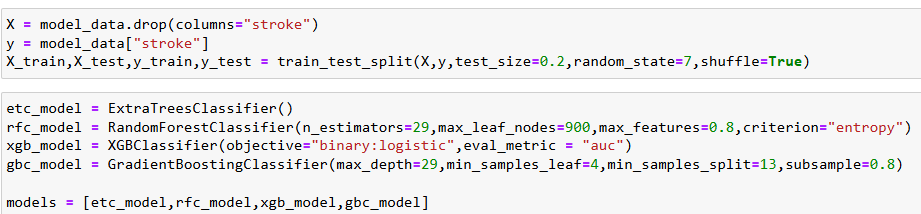 X = model_data.drop(columns="stroke")
y = model_data["stroke"]
X_train,X_test,y_train,y_test = train_test_split(X,y,test_size=0.2,random_state=7,shuffle=True)
etc_model = ExtraTreesClassifier()
rfc_model = RandomForestClassifier(n_estimators=29,max_leaf_nodes=900,max_features=0.8,criterion="entropy")
xgb_model = XGBClassifier(objective="binary:logistic",eval_metric = "auc")
gbc_model = GradientBoostingClassifier(max_depth=29,min_samples_leaf=4,min_samples_split=13,subsample=0.8)
models = [etc_model,rfc_model,xgb_model,gbc_model]